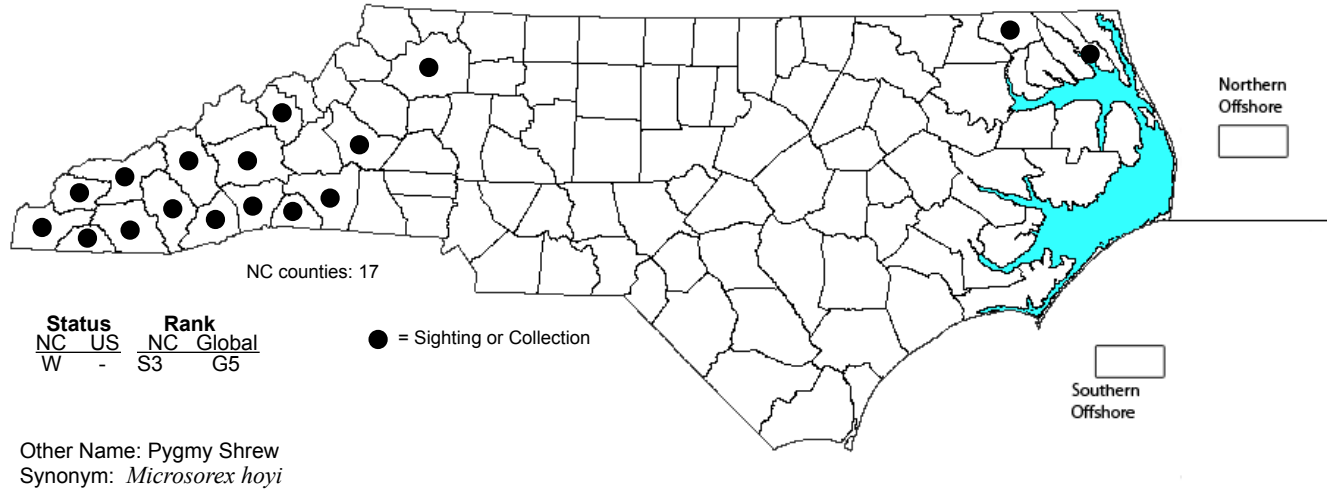 Northern
Offshore
NC counties: 17
Status Rank
NC US NC Global
W - S3 G5
= Sighting or Collection
Southern
Offshore
Other Name: Pygmy Shrew
Synonym: Microsorex hoyi